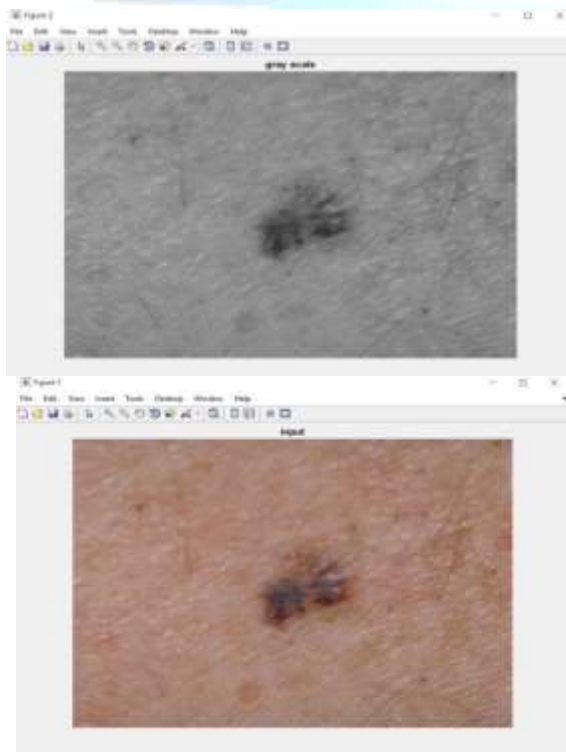 Figure 2
File Edit View Insert Tools Desktop Window Help
gray scale
Figure 1
File Edit View Insert Tools Desktop Window Help
input